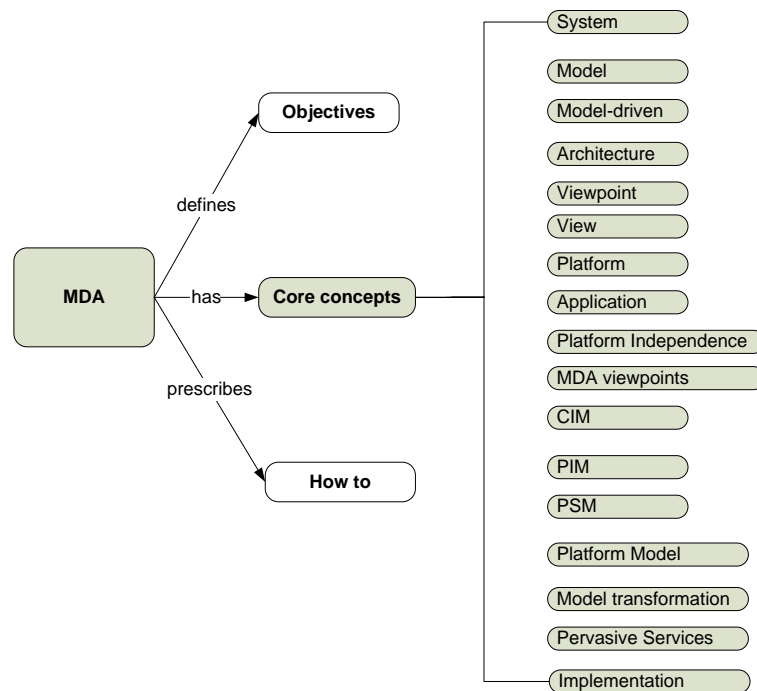 MDA
defines
has
prescribes
Objectives
Core concepts
How to
System
Model
Model-driven
Architecture
Viewpoint
View
Platform
Application
Platform Independence
MDA viewpoints
CIM
PIM
PSM
Platform Model
Model transformation
Pervasive Services
Implementation